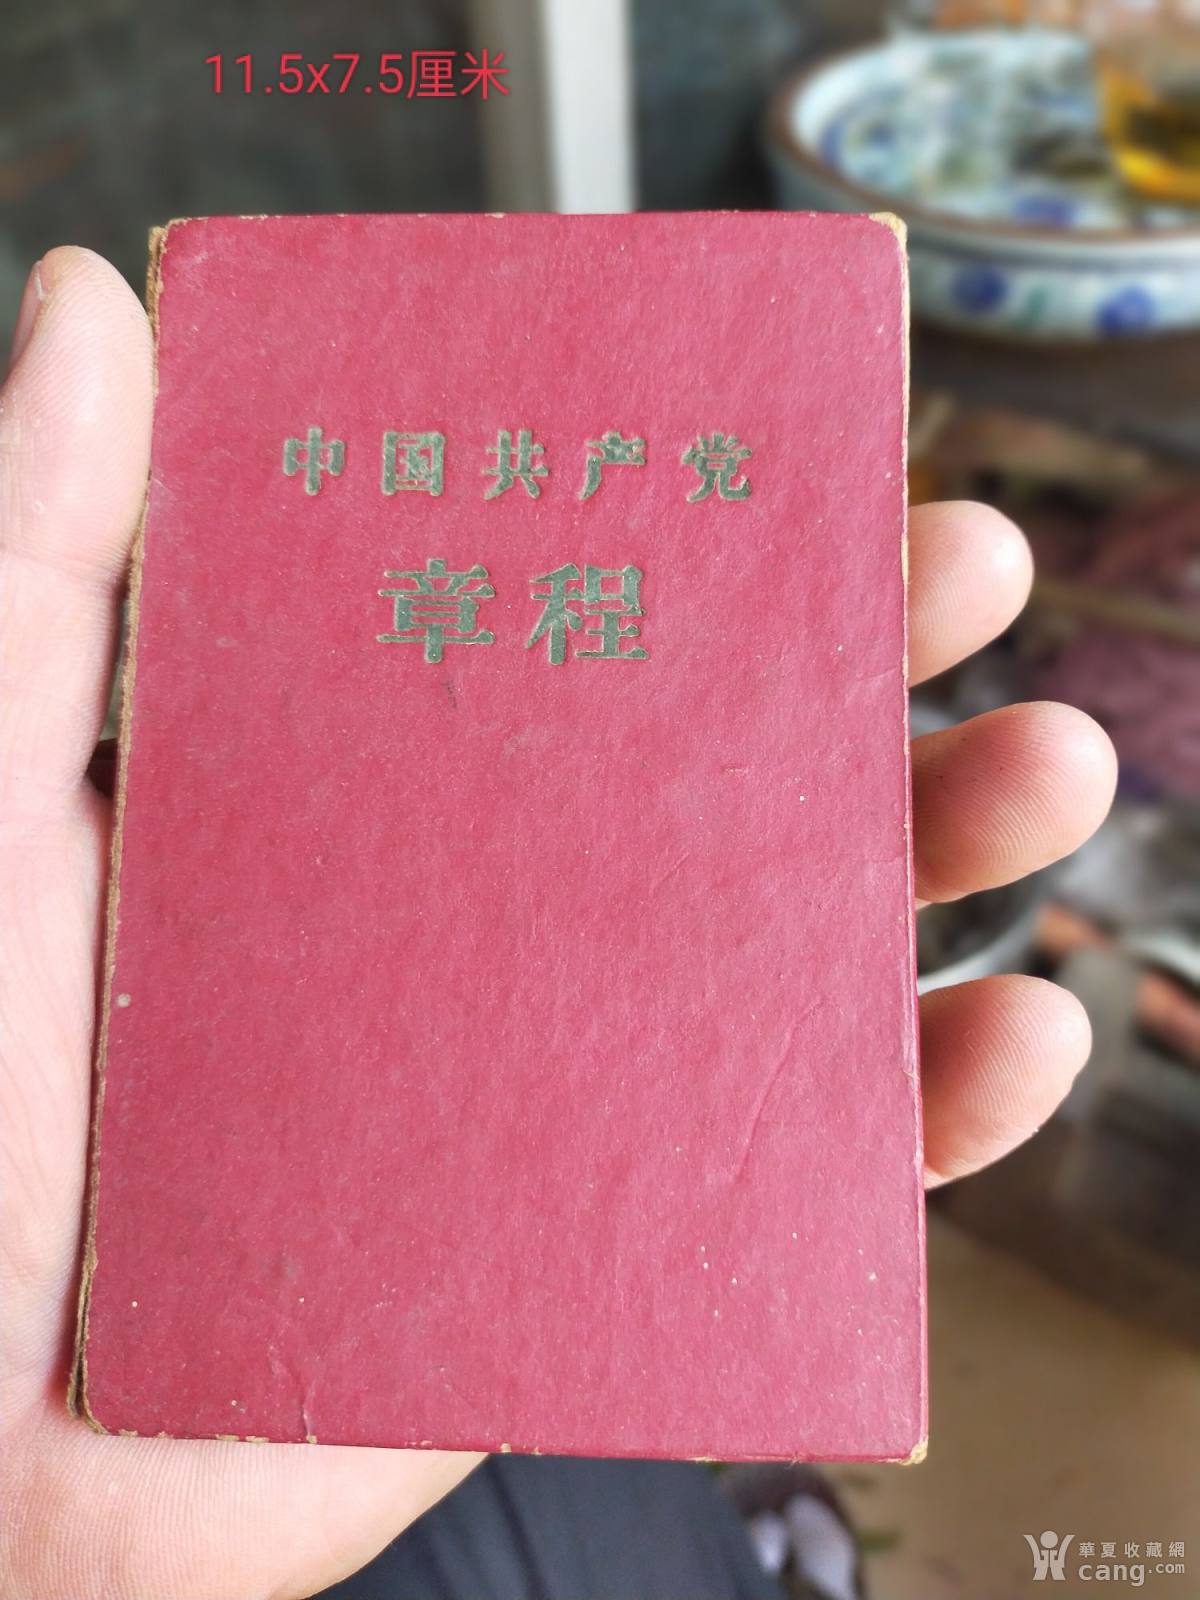 11.5x7.5厘米
中国共产党
章程
華夏收藏網
cang.com